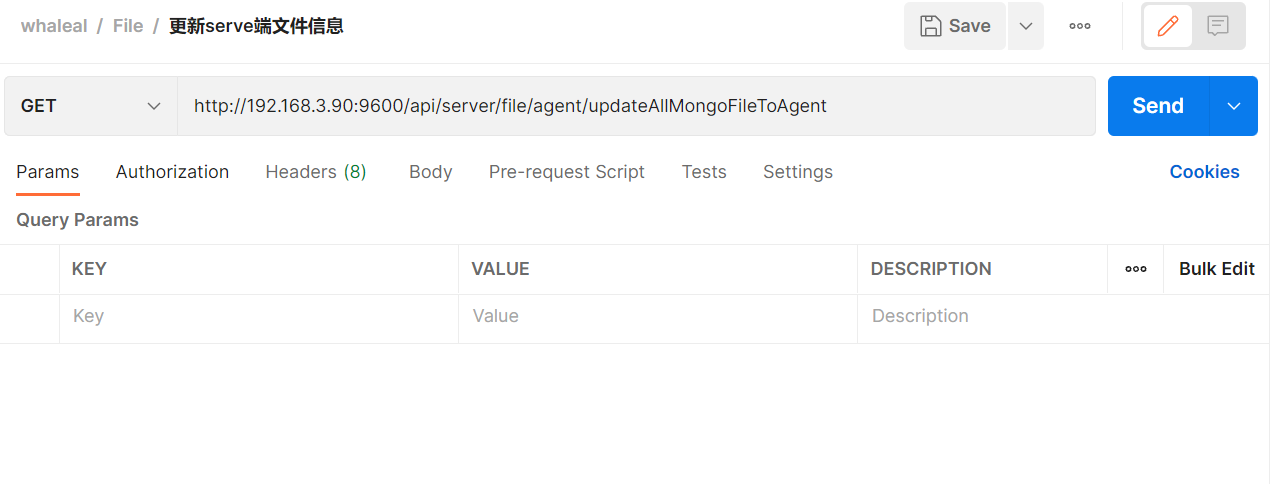 whaleal / File / 更新serve端文件信息 Save
GET http://192.168.3.90:9600/api/server/file/agent/updateAllMongoFileToAgent Send
Params Authorization Headers (8) Body Pre-request Script Tests Settings Cookies
Query Params
KEY VALUE DESCRIPTION Bulk Edit
Key Value Description